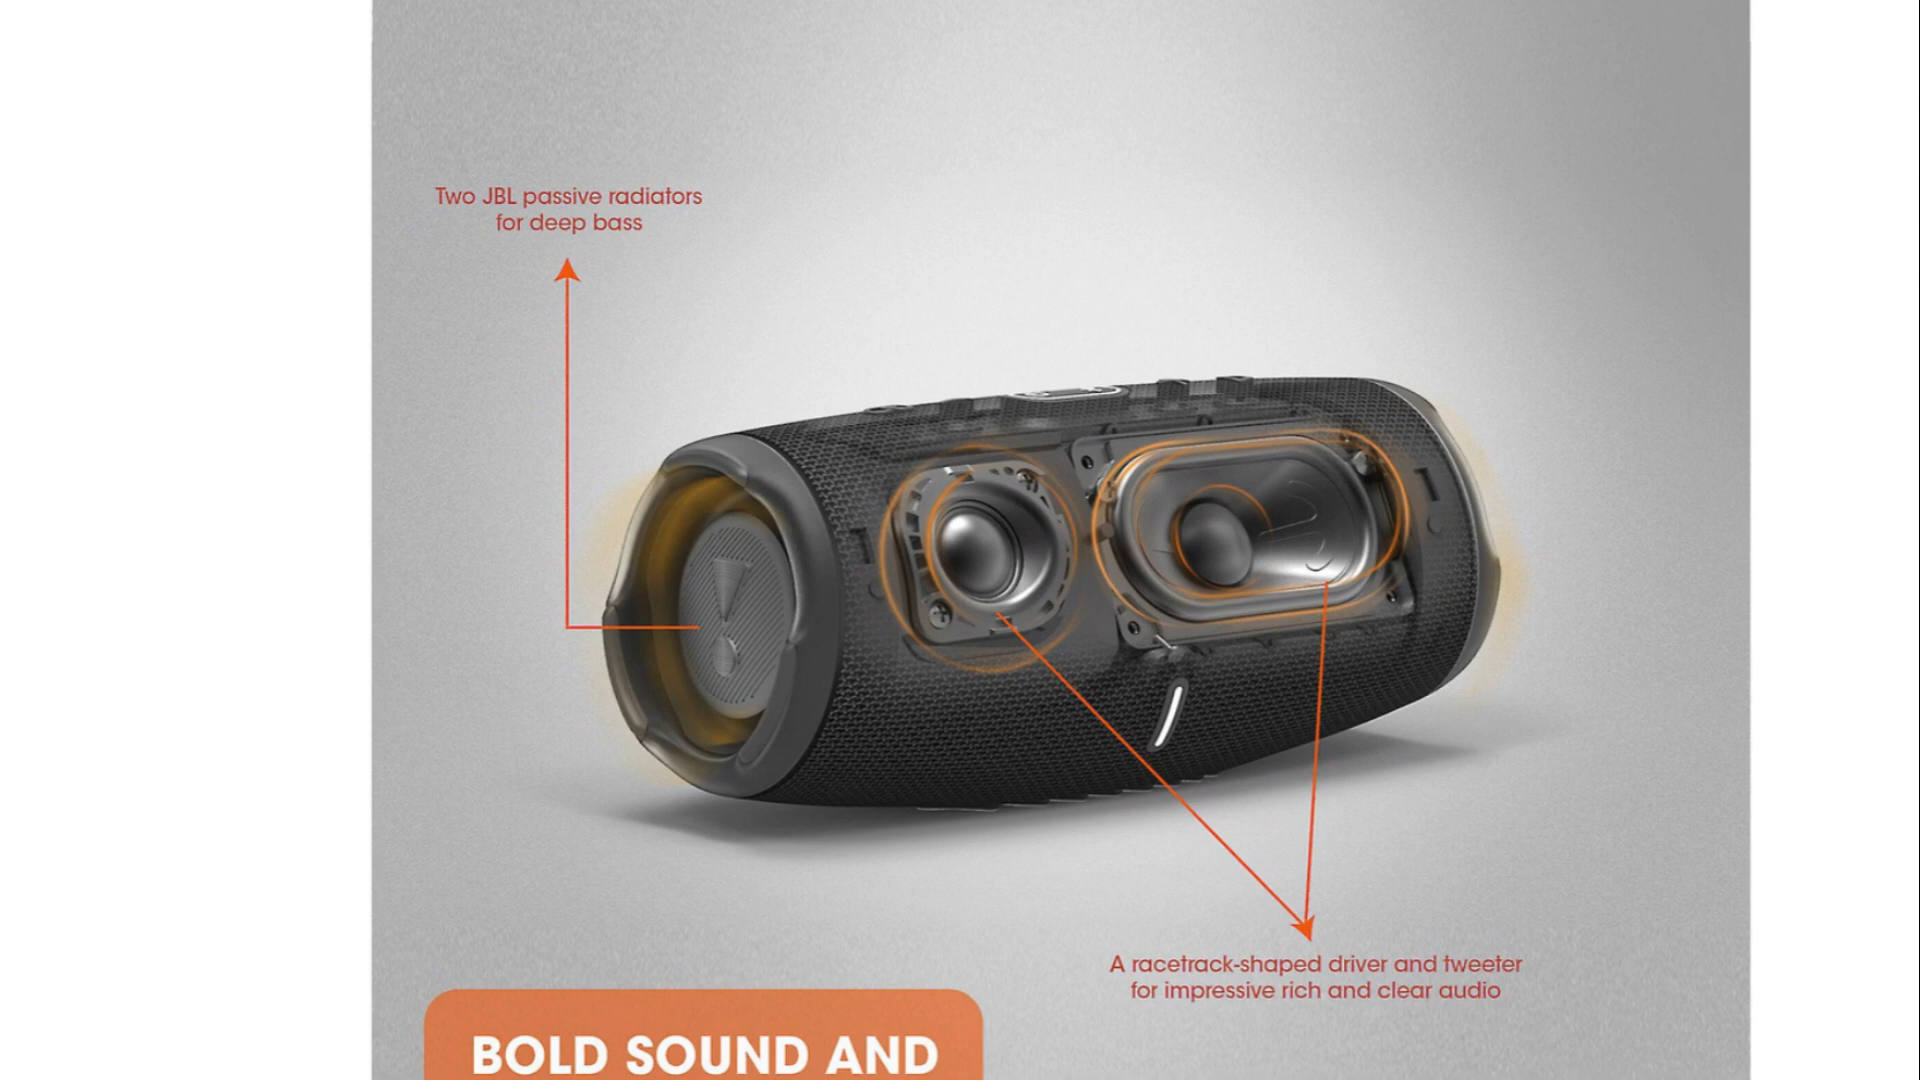 Two JBL passive radiators
for deep bass
A racetrack-shaped driver and tweeter
for impressive rich and clear audio
BOLD SOUND AND